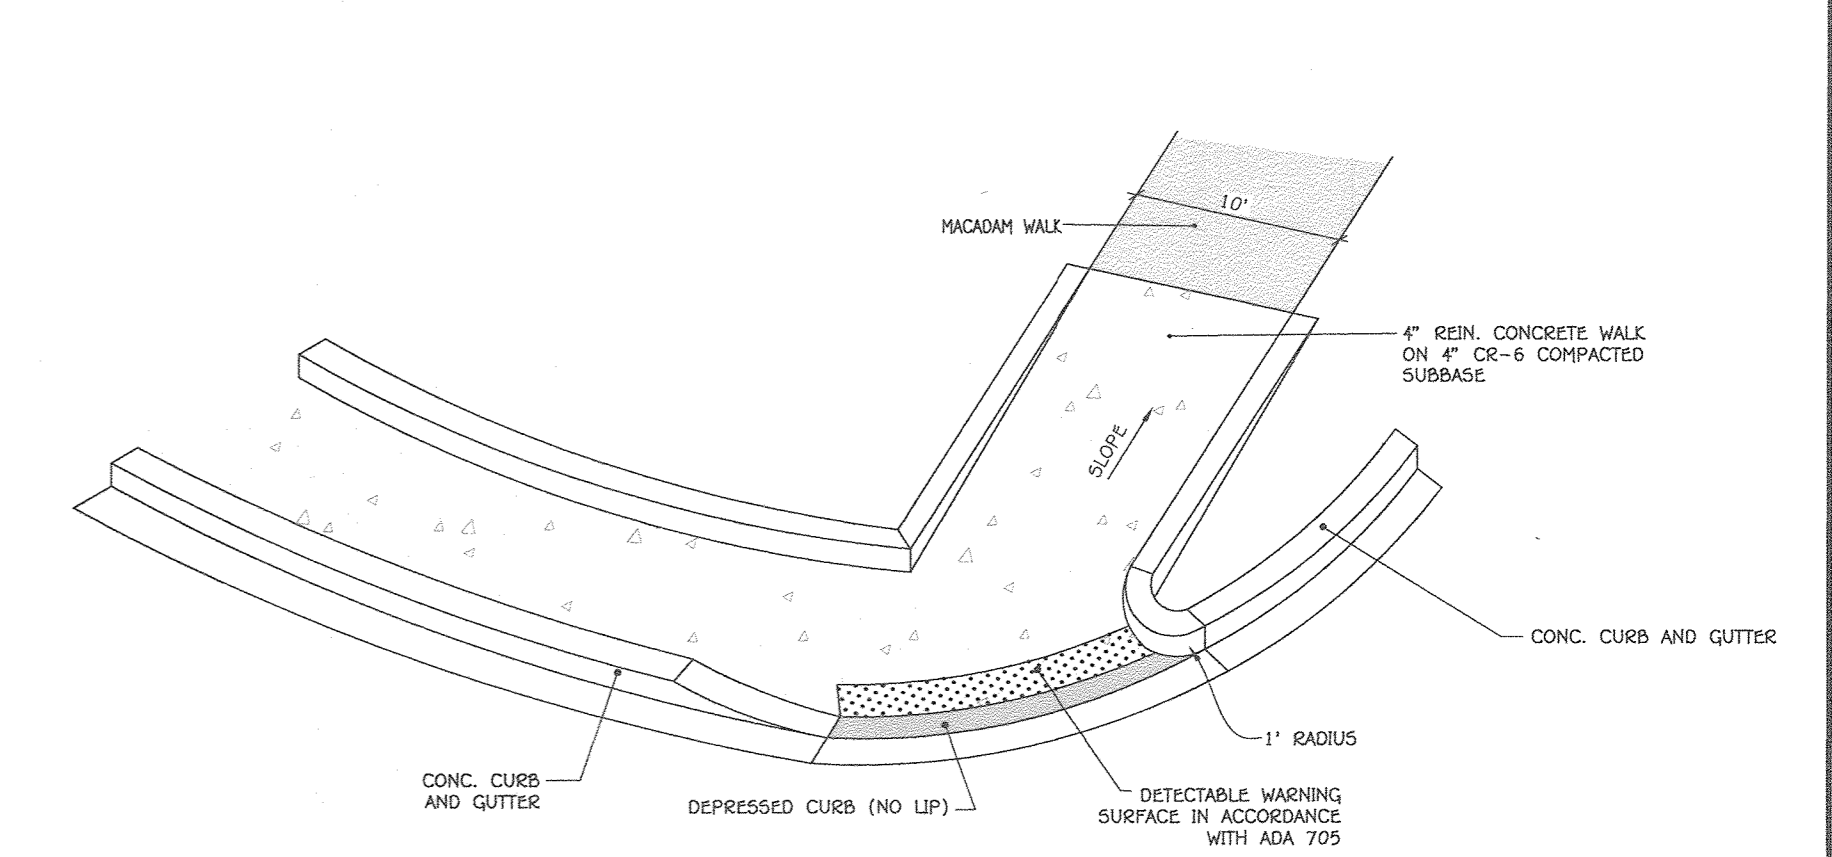 10'
MACADAM WALK
4" REIN. CONCRETE WALK
ON 4" CR-6 COMPACTED
SUBBASE
SLOPE
CONC. CURB AND GUTTER
1' RADIUS
CONC. CURB
AND GUTTER
DEPRESSED CURB (NO LIP)
DETECTABLE WARNING
SURFACE IN ACCORDANCE
WITH ADA 705